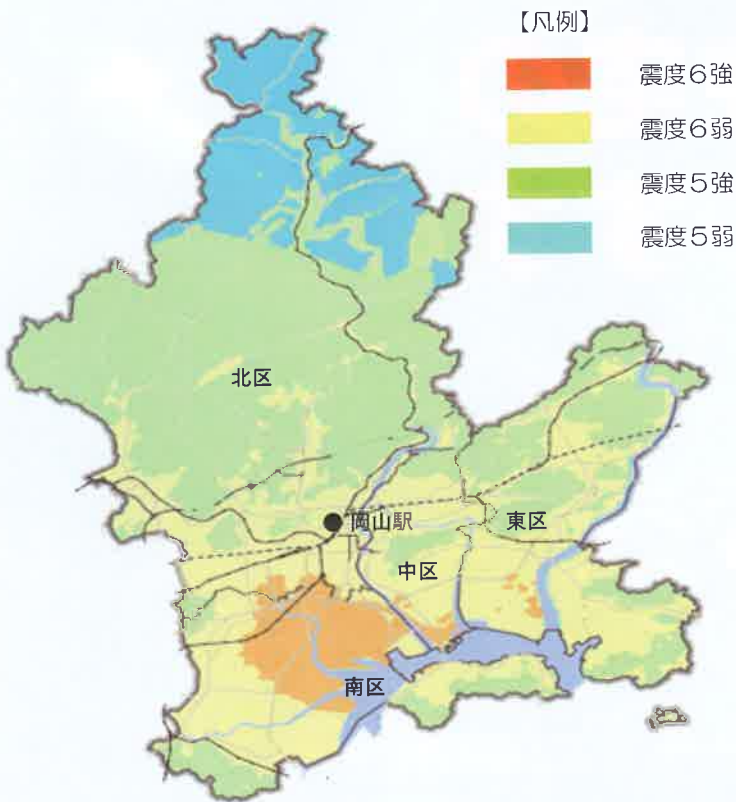 【凡例】
震度6強
震度6弱
震度5強
震度5弱
北区
岡山駅
東区
中区
南区